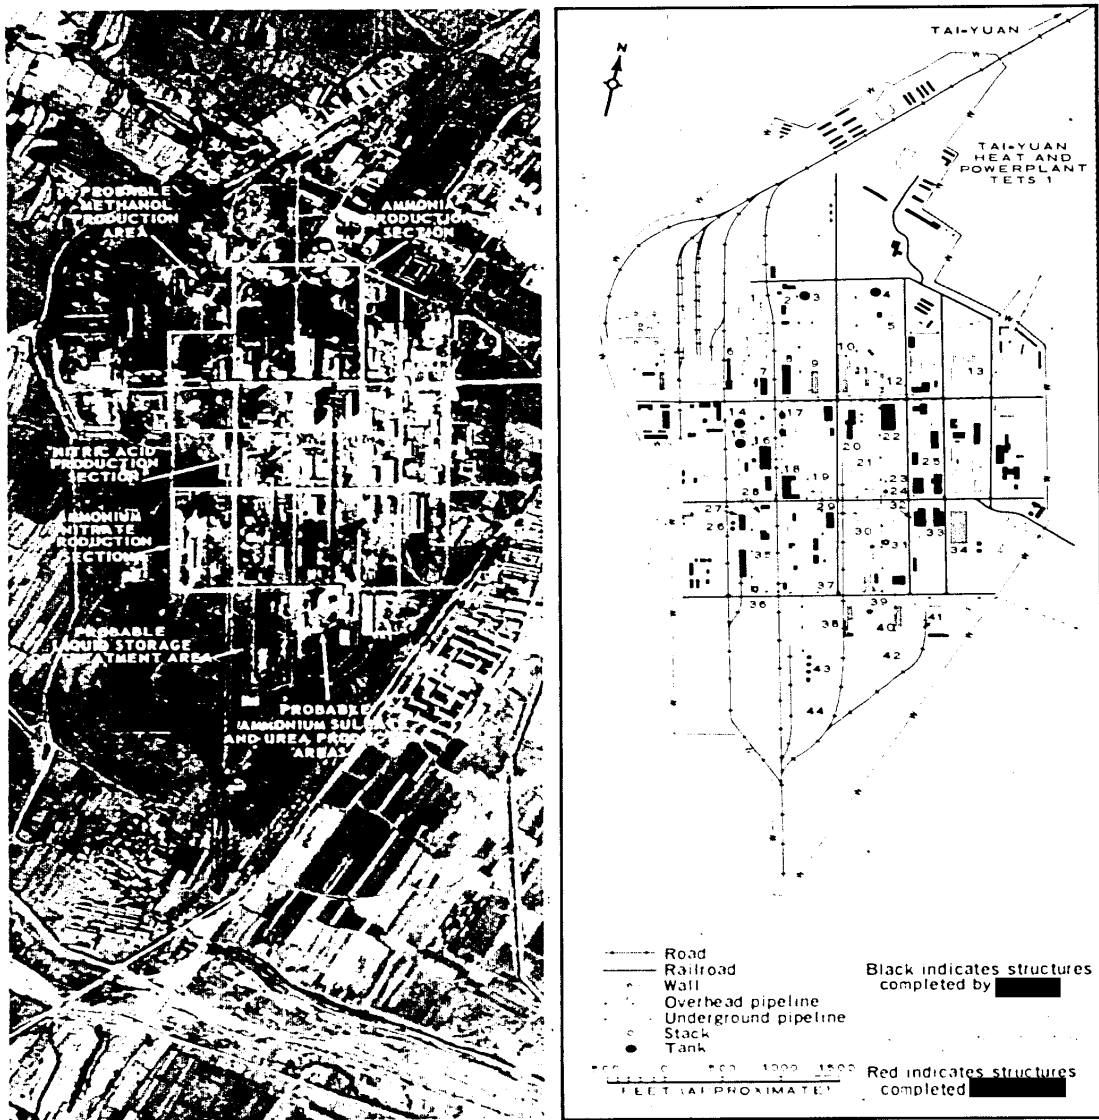 PROBABLE
METHANOL
PRODUCTION
AREA
AMMONIA
PRODUCTION
SECTION
NITRIC ACID
PRODUCTION
SECTION
AMMONIUM
NITRATE
PRODUCTION
SECTION
PROBABLE
LIQUID STORAGE
TREATMENT AREA
PROBABLE
AMMONIUM
AND UREA
AREAS
N
TAI-YUAN
TAI-YUAN
HEAT AND
POWERPLANT
TETS 1
1 2 3 4
5
6 7 8 9 10 11 12 13
14 15 16 17
18 19 20 21 22
23 24 25
26 27 28 29
30 31 32 33 34
35 36 37
38 39 40 41
42
43
44
Road
Railroad
Wall
Overhead pipeline
Underground pipeline
Stack
Tank
0 1000 1500
FEET (APPROXIMATE)
Black indicates structures
completed by
Red indicates structures
completed